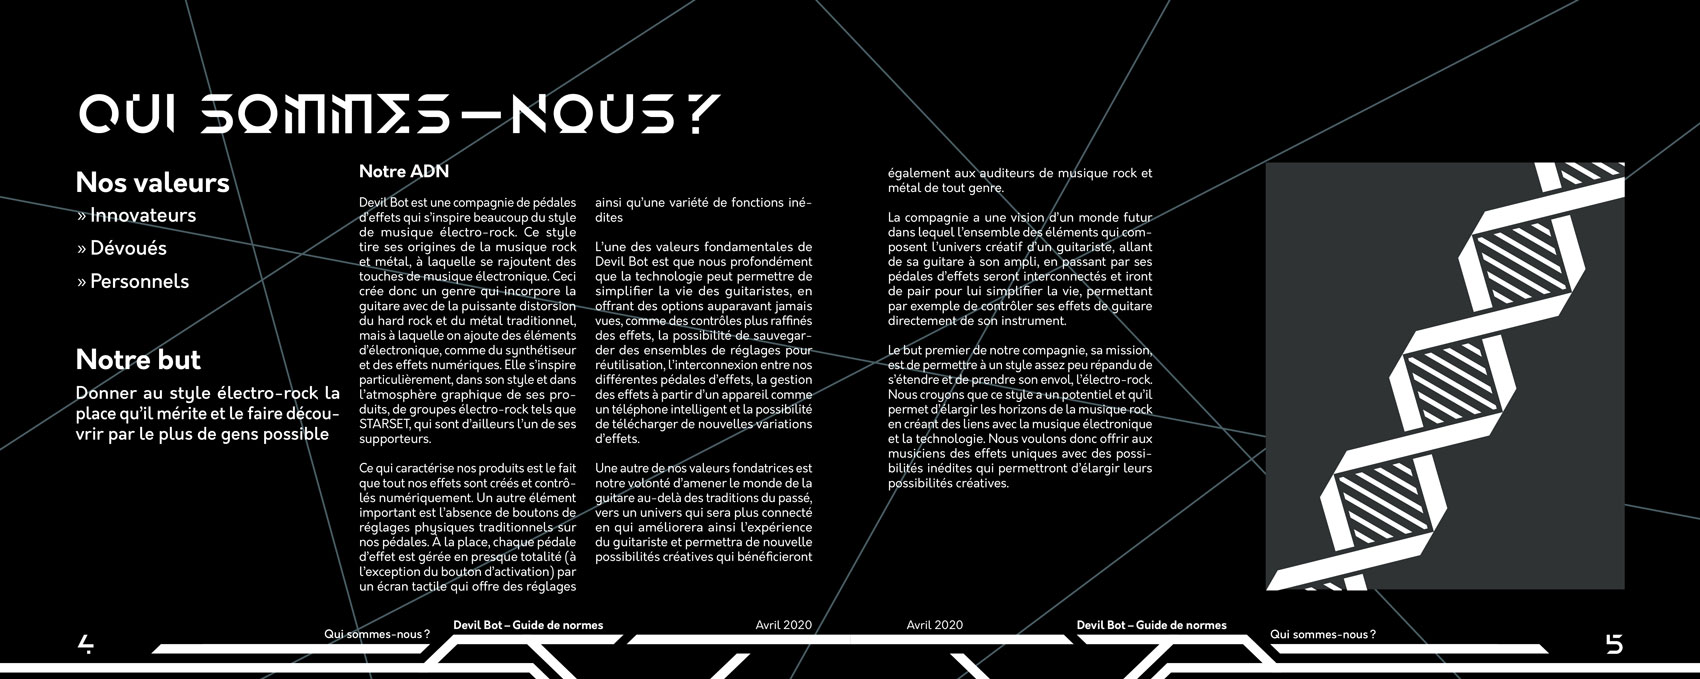 QUI SOMMES–NOUS?
Nos valeurs
» Innovateurs
» Dévoués
» Personnels
Notre but
Donner au style électro-rock la
place qu'il mérite et le faire décou-
vrir par le plus de gens possible
Notre ADN
Devil Bot est une compagnie de pédales
d'effets qui s'inspire beaucoup du style
de musique électro-rock. Ce style
tire ses origines de la musique rock
et métal, à laquelle se rajoutent des
touches de musique électronique. Ceci
crée donc un genre qui incorpore la
guitare avec de la puissante distorsion
du hard rock et du métal traditionnel,
mais à laquelle on ajoute des éléments
d'électronique, comme du synthétiseur
et des effets numériques. Elle s'inspire
particulièrement, dans son style et dans
l'atmosphère graphique de ses pro-
duits, de groupes électro-rock tels que
STARSET, qui sont d'ailleurs l'un de ses
supporteurs.
Ce qui caractérise nos produits est le fait
que tout nos effets sont créés et contrô-
lés numériquement. Un autre élément
important est l'absence de boutons de
réglages physiques traditionnels sur
nos pédales. À la place, chaque pédale
d'effet est gérée en presque totalité (à
l'exception du bouton d'activation) par
un écran tactile qui offre des réglages
ainsi qu'une variété de fonctions iné-
dites
L'une des valeurs fondamentales de
Devil Bot est que nous profondément
que la technologie peut permettre de
simplifier la vie des guitaristes, en
offrant des options auparavant jamais
vues, comme des contrôles plus raffinés
des effets, la possibilité de sauvegar-
der des ensembles de réglages pour
réutilisation, l'interconnexion entre nos
différentes pédales d'effets, la gestion
des effets à partir d'un appareil comme
un téléphone intelligent et la possibilité
de télécharger de nouvelles variations
d'effets.
Une autre de nos valeurs fondatrices est
notre volonté d'amener le monde de la
guitare au-delà des traditions du passé,
vers un univers qui sera plus connecté
en qui améliorera ainsi l'expérience
du guitariste et permettra de nouvelle
possibilités créatives qui bénéficieront
également aux auditeurs de musique rock et
métal de tout genre.
La compagnie a une vision d'un monde futur
dans lequel l'ensemble des éléments qui com-
posent l'univers créatif d'un guitariste, allant
de sa guitare à son ampli, en passant par ses
pédales d'effets seront interconnectés et iront
de pair pour lui simplifier la vie, permettant
par exemple de contrôler ses effets de guitare
directement de son instrument.
Le but premier de notre compagnie, sa mission,
est de permettre à un style assez peu répandu de
s'étendre et de prendre son envol, l'électro-rock.
Nous croyons que ce style a un potentiel et qu'il
permet d'élargir les horizons de la musique rock
en créant des liens avec la musique électronique
et la technologie. Nous voulons donc offrir aux
musiciens des effets uniques avec des possi-
bilités inédites qui permettront d'élargir leurs
possibilités créatives.
4
Qui sommes-nous ?
Devil Bot – Guide de normes
Avril 2020
Avril 2020
Devil Bot – Guide de normes
Qui sommes-nous ?
5